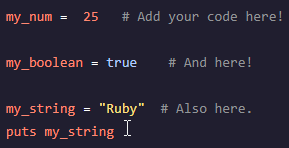 my_num =  25   # Add your code here!
my_boolean = true    # And here!
my_string = "Ruby"  # Also here.
puts my_string